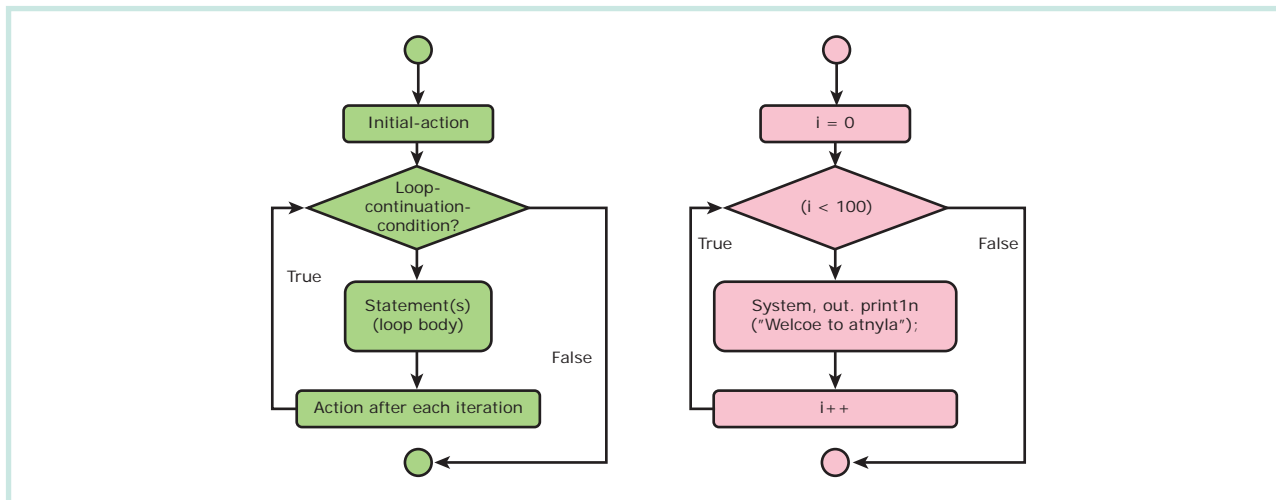 Initial-action
Loop-
continuation-
condition?
True
Statement(s)
(loop body)
False
Action after each iteration
i = 0
(i < 100)
True
False
System, out. print1n
("Welcoe to atnyla");
i++